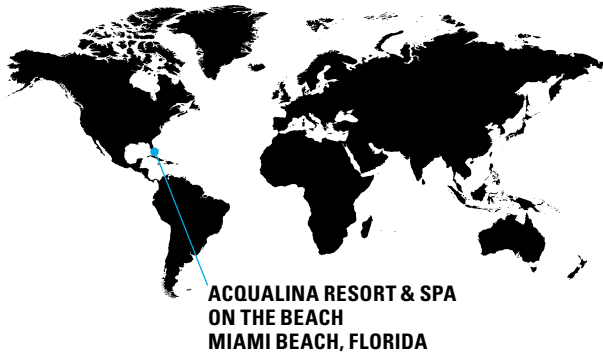 ACQUALINA RESORT & SPA
ON THE BEACH
MIAMI BEACH, FLORIDA